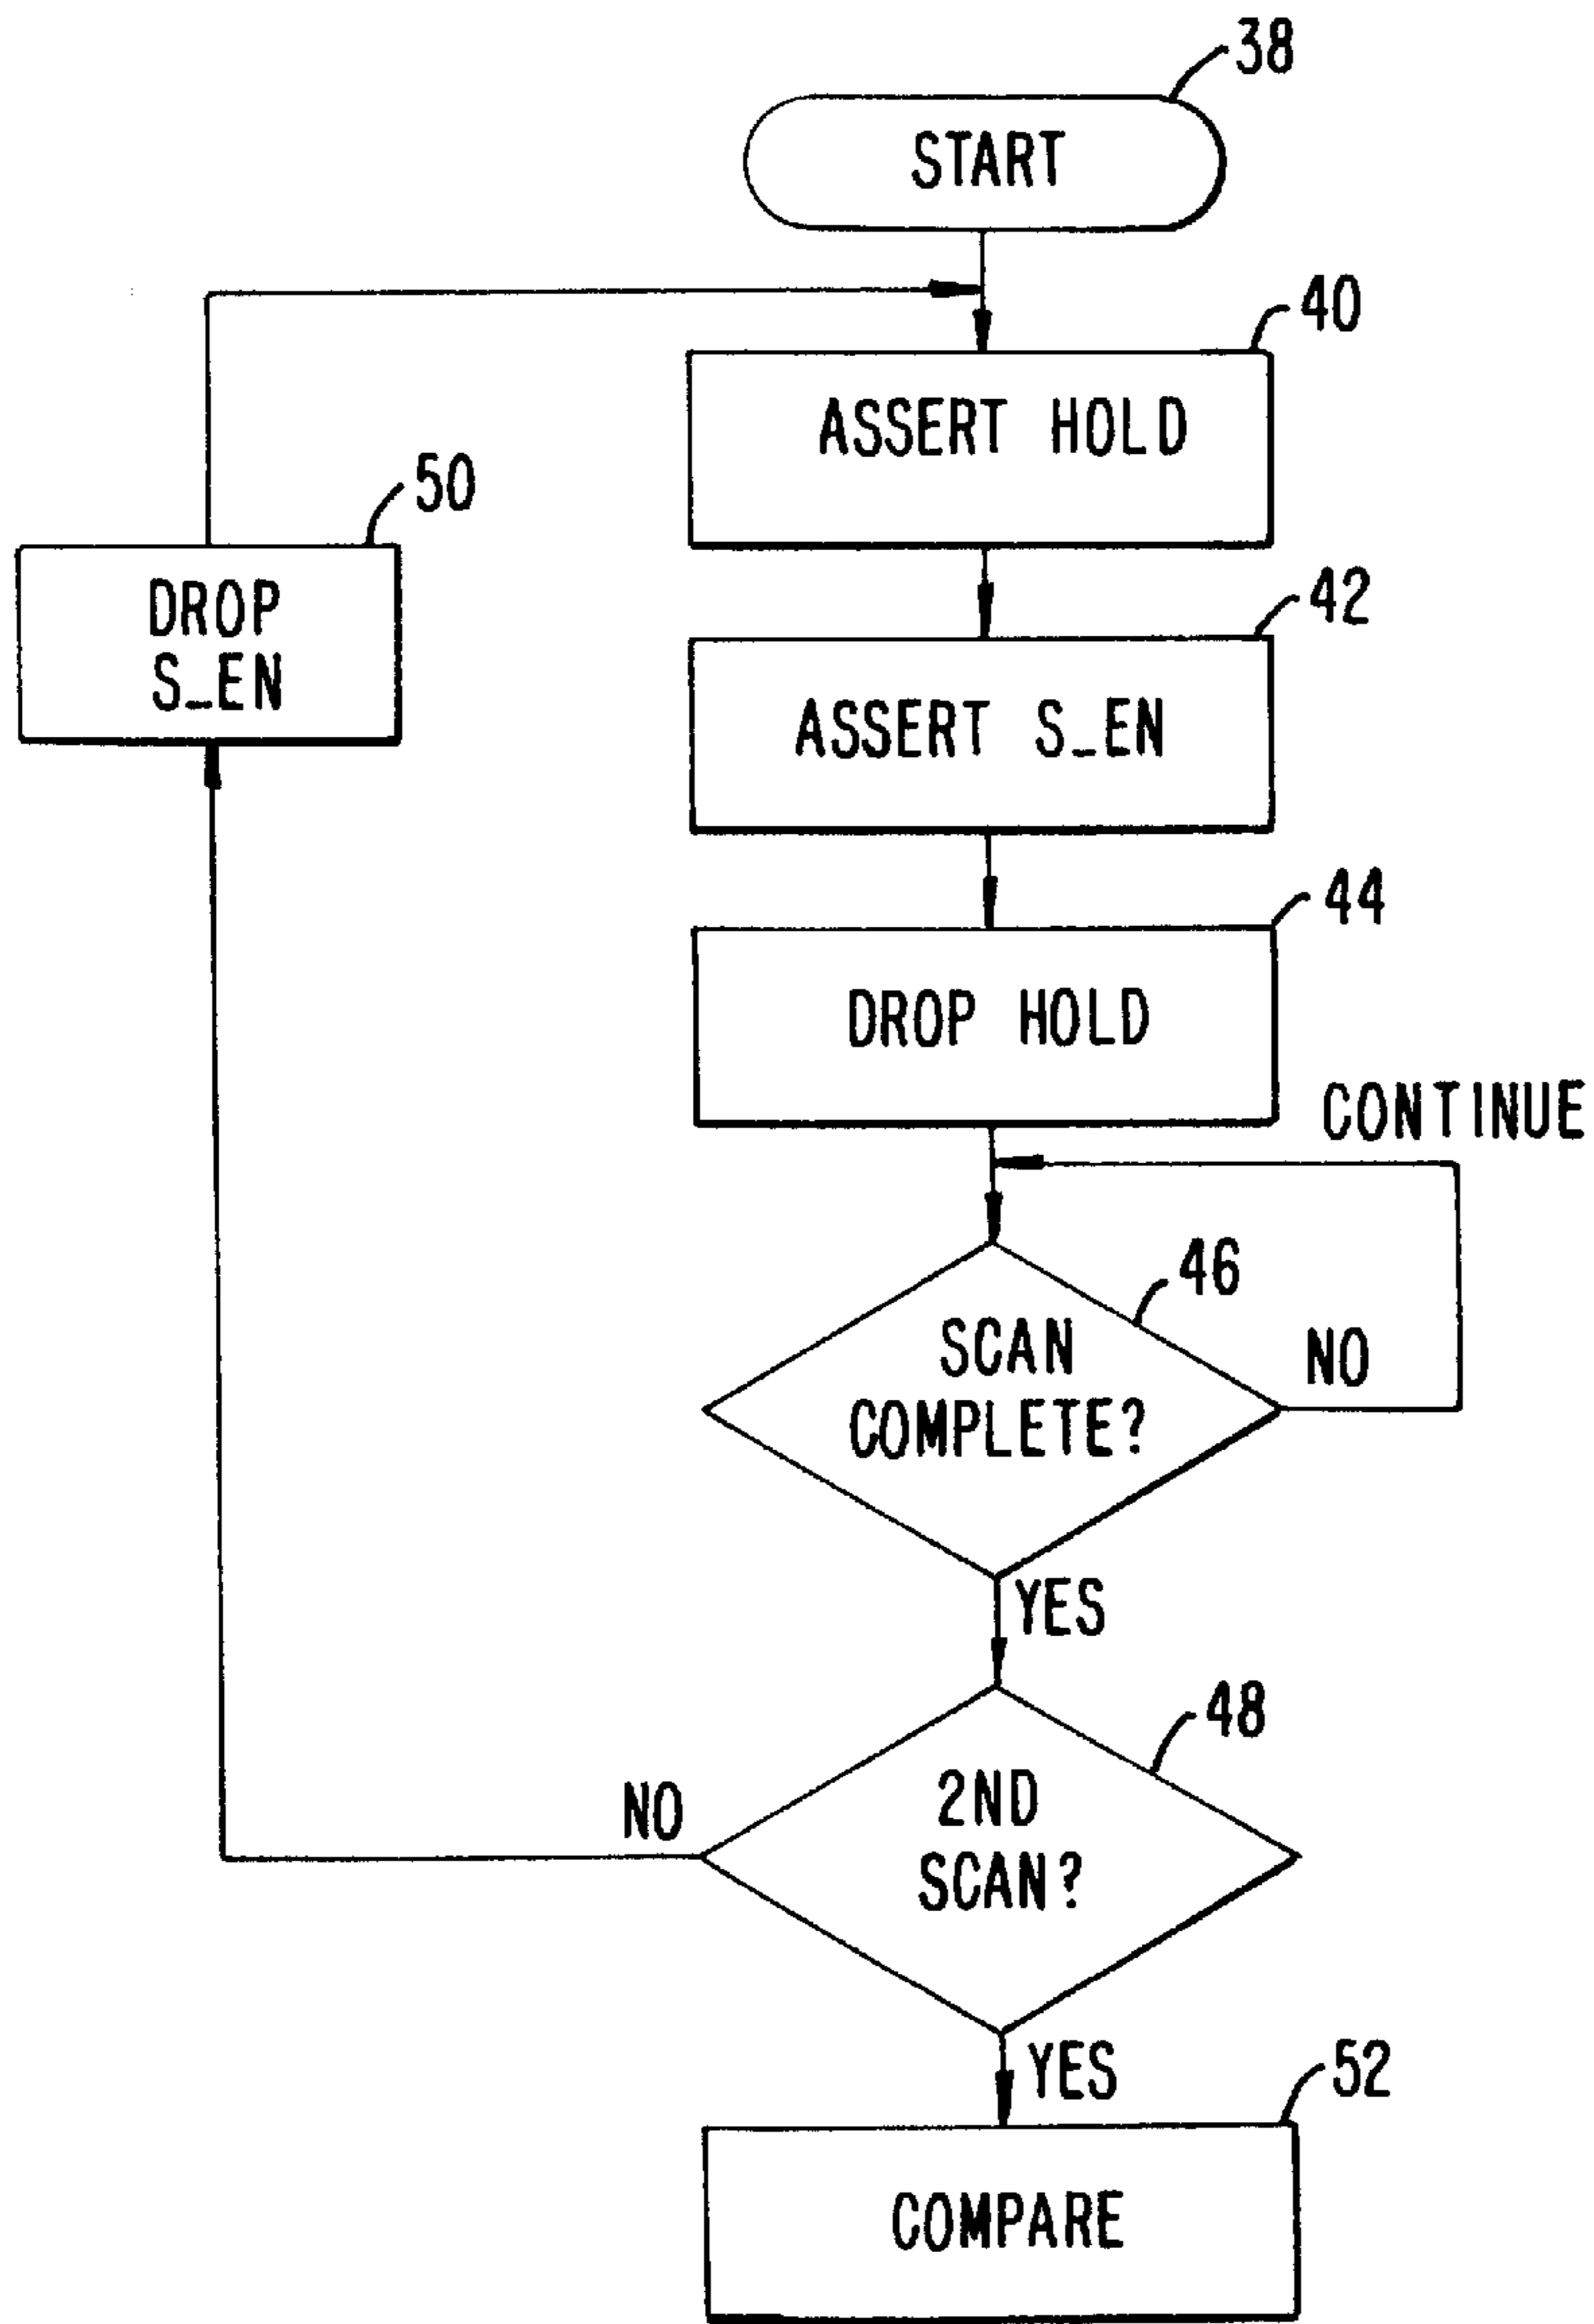 38
START
40
ASSERT HOLD
50
DROP
S_EN
42
ASSERT S_EN
44
DROP HOLD
CONTINUE
46
SCAN
COMPLETE?
NO
YES
48
2ND
SCAN?
NO
YES
52
COMPARE